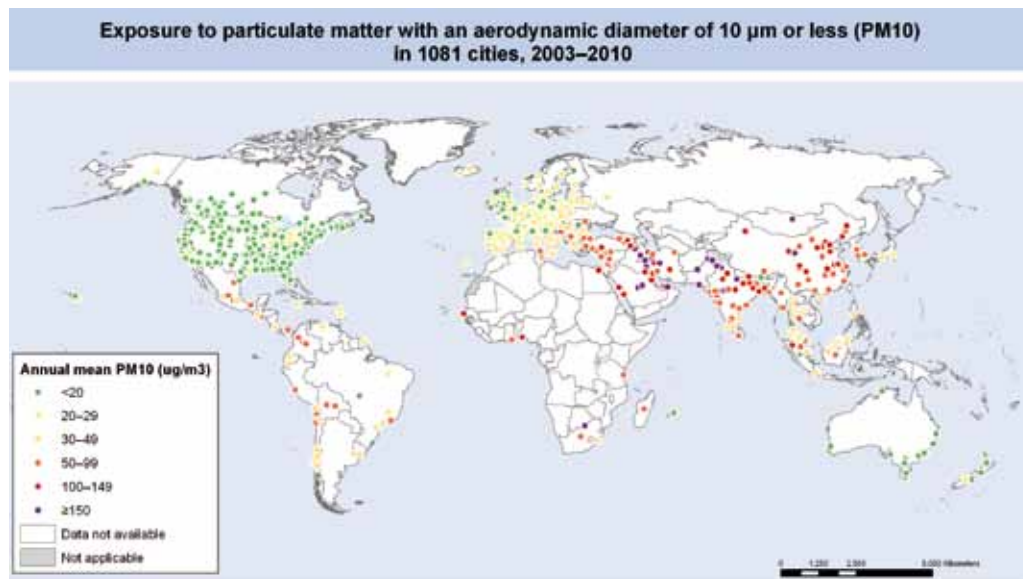 Exposure to particulate matter with an aerodynamic diameter of 10 µm or less (PM10)
in 1081 cities, 2003–2010
Annual mean PM10 (ug/m3)
<20
20–29
30–49
50–99
100–149
≥150
Data not available
Not applicable
0